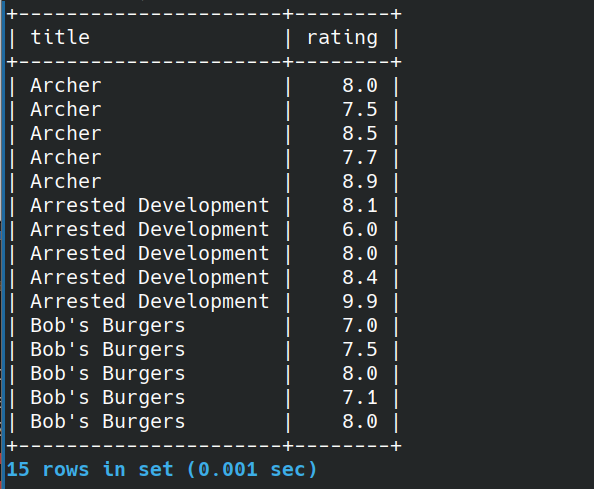 +----------------------+--------+
| title                | rating |
+----------------------+--------+
| Archer               |    8.0 |
| Archer               |    7.5 |
| Archer               |    8.5 |
| Archer               |    7.7 |
| Archer               |    8.9 |
| Arrested Development |    8.1 |
| Arrested Development |    6.0 |
| Arrested Development |    8.0 |
| Arrested Development |    8.4 |
| Arrested Development |    9.9 |
| Bob's Burgers        |    7.0 |
| Bob's Burgers        |    7.5 |
| Bob's Burgers        |    8.0 |
| Bob's Burgers        |    7.1 |
| Bob's Burgers        |    8.0 |
+----------------------+--------+
15 rows in set (0.001 sec)